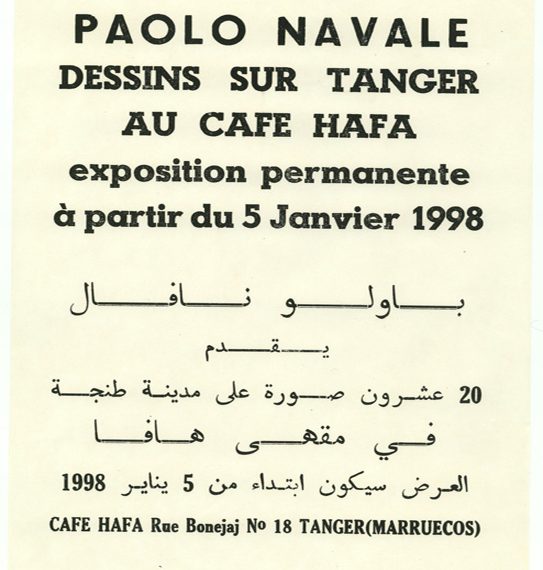 PAOLO NAVALE
DESSINS SUR TANGER
AU CAFE HAFA
exposition permanente
à partir du 5 Janvier 1998
باولو نافال
يقدم
20 عشرون صورة على مدينة طنجة
في مقهى هافا
العرض سيكون ابتداء من 5 يناير 1998
CAFE HAFA Rue Bonejaj Nº 18 TANGER(MARRUECOS)